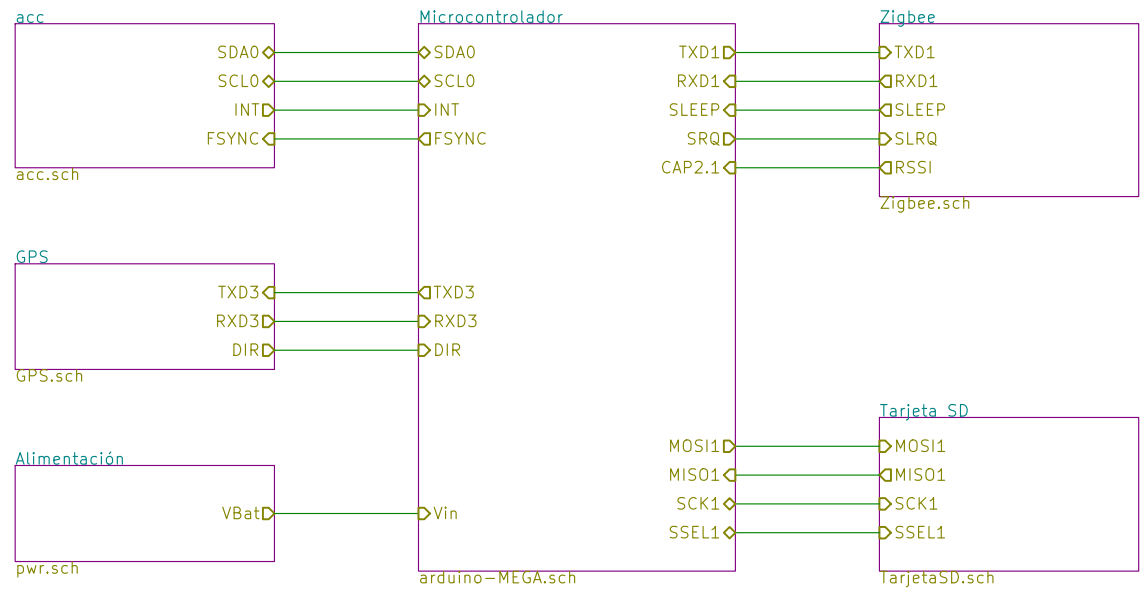 acc
SDA0
SCL0
INT
FSYNC
acc.sch
GPS
TXD3
RXD3
DIR
GPS.sch
Alimentación
VBat
pwr.sch
Microcontrolador
SDA0
SCL0
INT
FSYNC
TXD3
RXD3
DIR
Vin
TXD1
RXD1
SLEEP
SRQ
CAP2.1
MOSI1
MISO1
SCK1
SSEL1
arduino-MEGA.sch
Zigbee
TXD1
RXD1
SLEEP
SLRQ
RSSI
Zigbee.sch
Tarjeta SD
MOSI1
MISO1
SCK1
SSEL1
TarjetaSD.sch